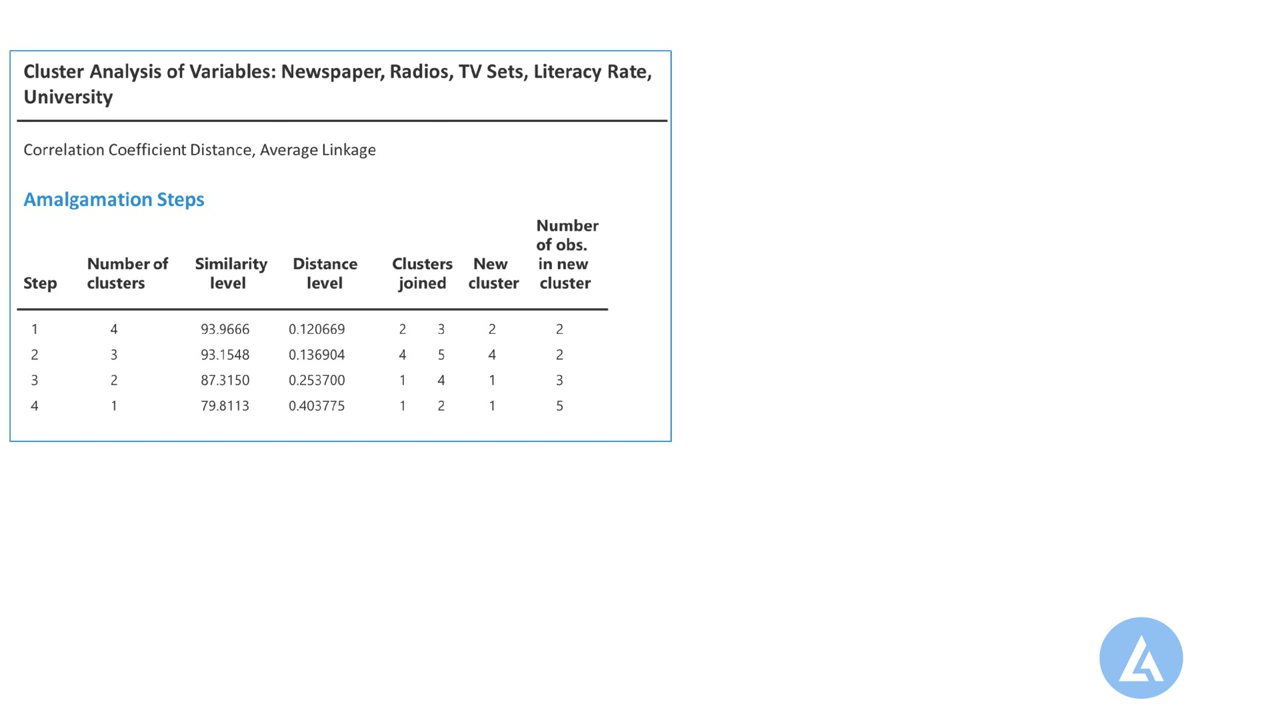 Cluster Analysis of Variables: Newspaper, Radios, TV Sets, Literacy Rate,
University
Correlation Coefficient Distance, Average Linkage
Amalgamation Steps
Step Number of clusters Similarity level Distance level Clusters joined New cluster Number of obs. in new cluster
1 4 93.9666 0.120669 2 3 2 2
2 3 93.1548 0.136904 4 5 4 2
3 2 87.3150 0.253700 1 4 1 3
4 1 79.8113 0.403775 1 2 1 5